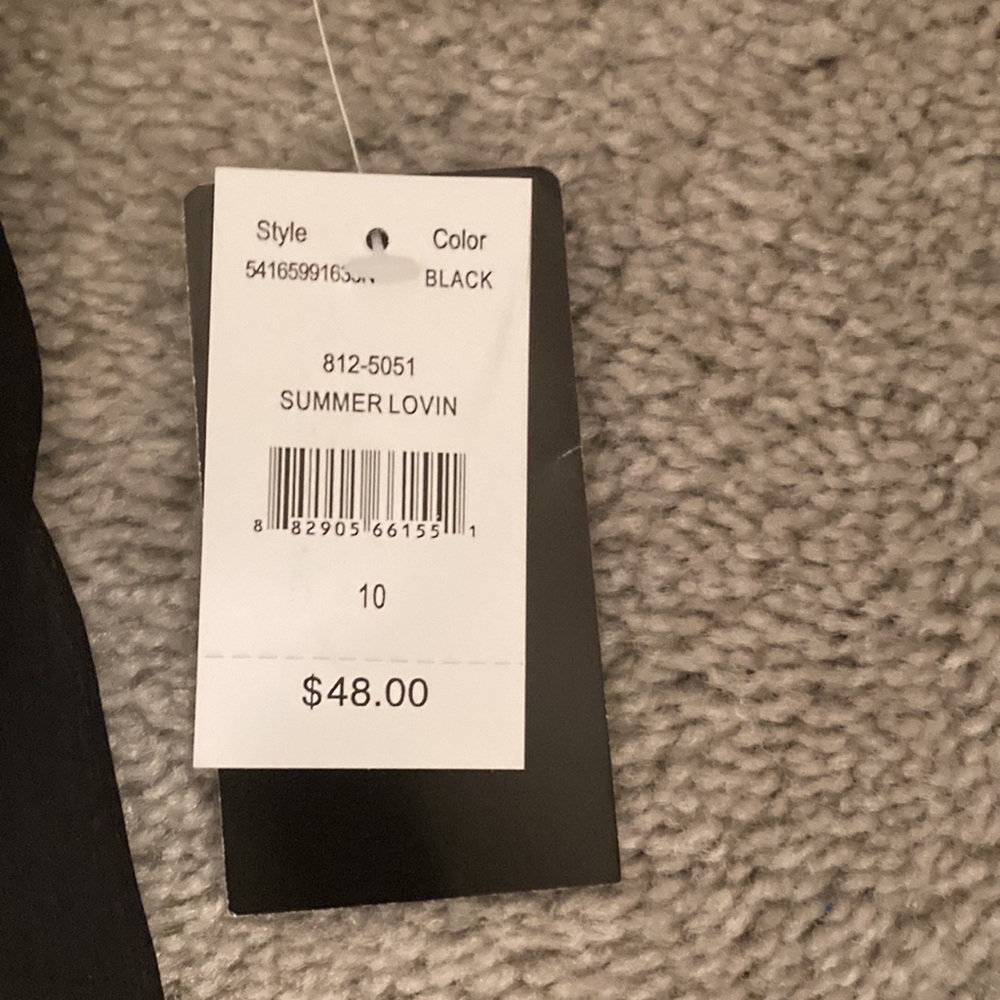 Style Color
BLACK
812-5051
SUMMER LOVIN
8 82905 66155 1
10
$48.00